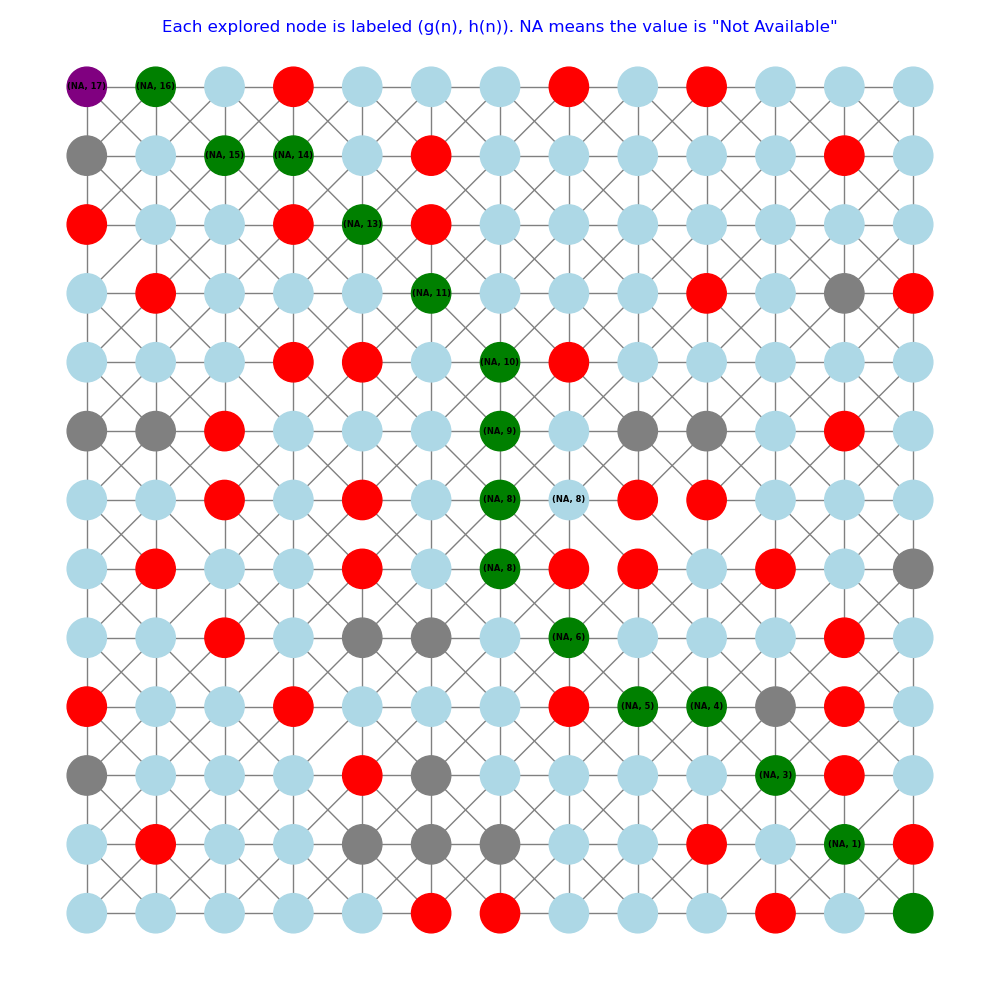 Each explored node is labeled (g(n), h(n)). NA means the value is "Not Available"
(NA, 17) (NA, 16)
(NA, 15) (NA, 14)
(NA, 13)
(NA, 11)
(NA, 10)
(NA, 9)
(NA, 8) (NA, 8)
(NA, 8)
(NA, 6)
(NA, 5) (NA, 4)
(NA, 3)
(NA, 1)